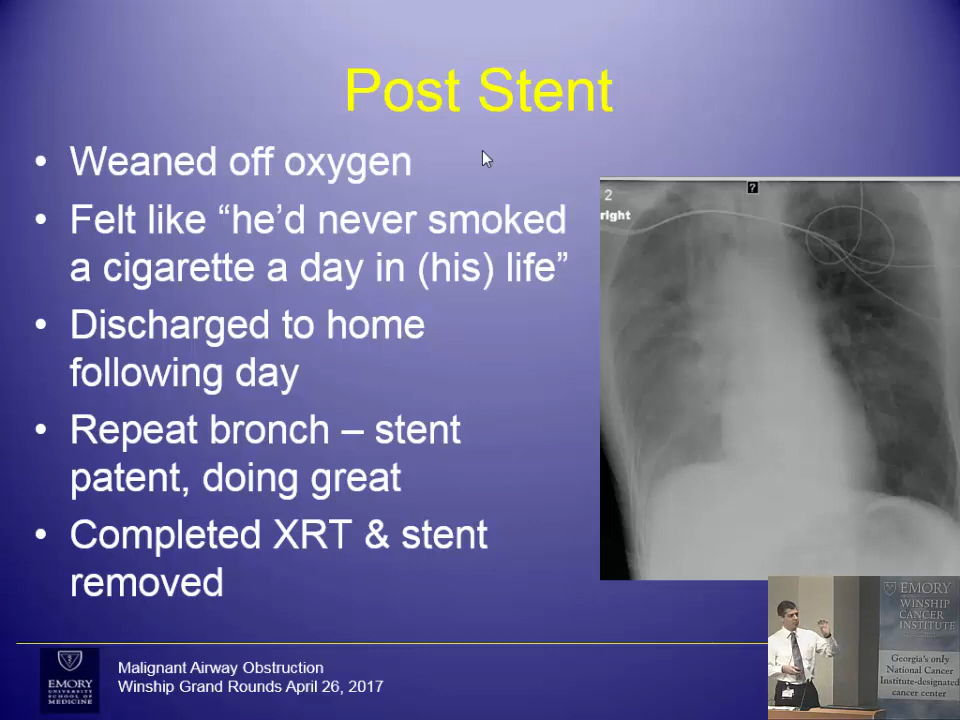 Post Stent
• Weaned off oxygen
• Felt like “he’d never smoked
a cigarette a day in (his) life”
• Discharged to home
following day
• Repeat bronch – stent
patent, doing great
• Completed XRT & stent
removed
?
2
right
EMORY
UNIVERSITY
SCHOOL OF
MEDICINE
Malignant Airway Obstruction
Winship Grand Rounds April 26, 2017
EMORY
WINSHIP
CANCER
INSTITUTE
Georgia's only
National Cancer
Institute-designated
cancer center